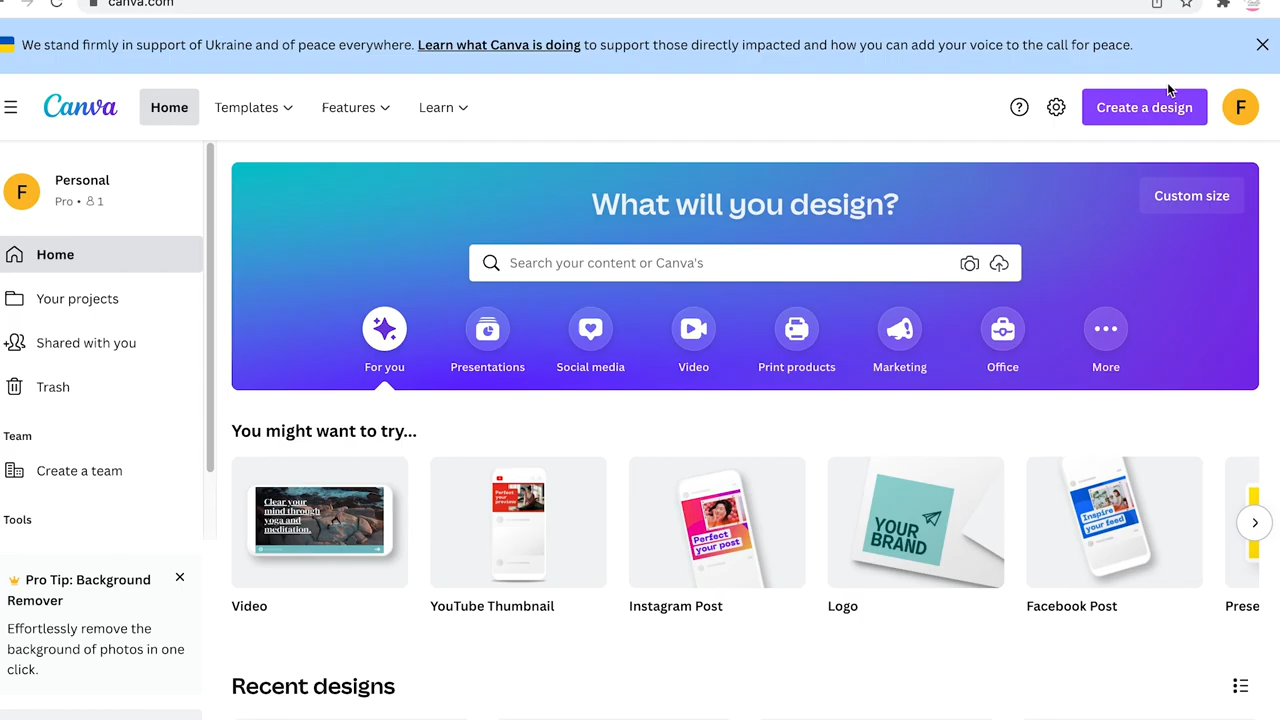 canva.com
We stand firmly in support of Ukraine and of peace everywhere. Learn what Canva is doing to support those directly impacted and how you can add your voice to the call for peace.
Canva
Home
Templates
Features
Learn
Create a design
F
F
Personal
Pro • 1
Home
Your projects
Shared with you
Trash
Team
Create a team
Tools
Pro Tip: Background
Remover
Effortlessly remove the
background of photos in one
click.
What will you design?
Custom size
Search your content or Canva's
For you
Presentations
Social media
Video
Print products
Marketing
Office
More
You might want to try...
Clear your
mind through
yoga and
meditation.
Perfect
your
preview
Perfect
your post
YOUR
BRAND
Inspire
your feed
Video
YouTube Thumbnail
Instagram Post
Logo
Facebook Post
Prese
Recent designs